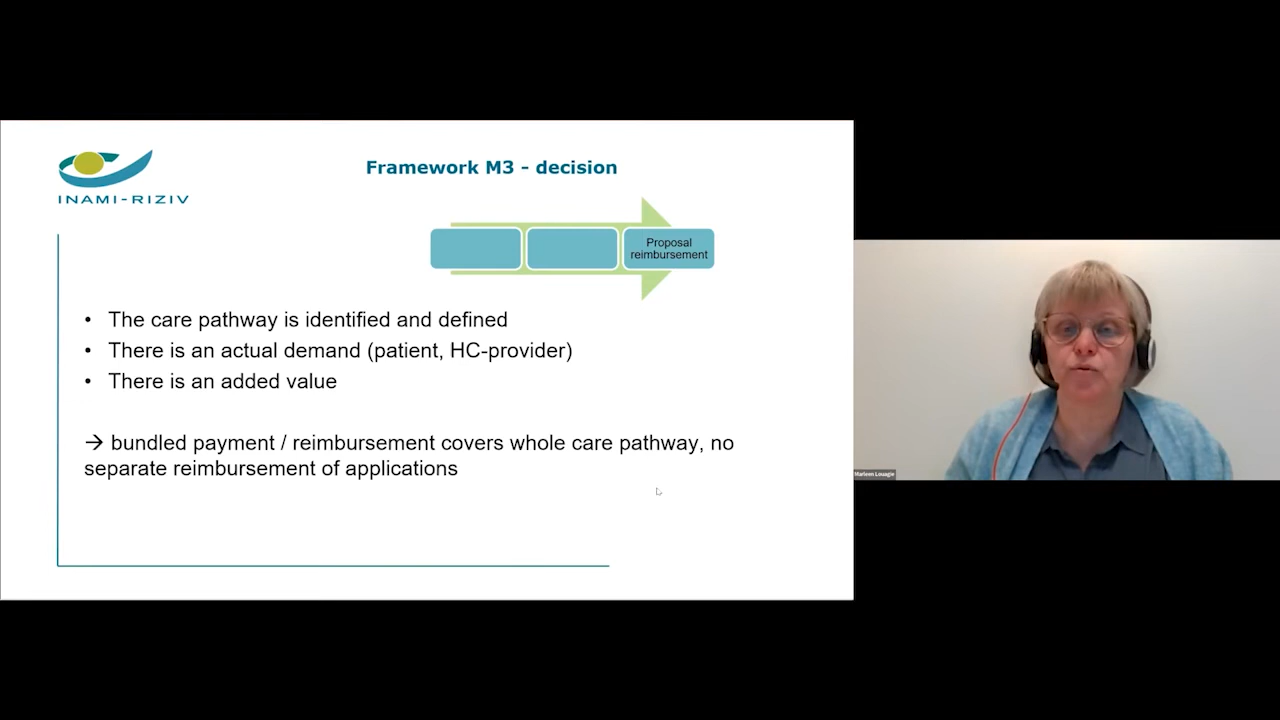 INAMI-RIZIV
Framework M3 - decision
Proposal
reimbursement
• The care pathway is identified and defined
• There is an actual demand (patient, HC-provider)
• There is an added value
→ bundled payment / reimbursement covers whole care pathway, no
separate reimbursement of applications
Marleen Louagie